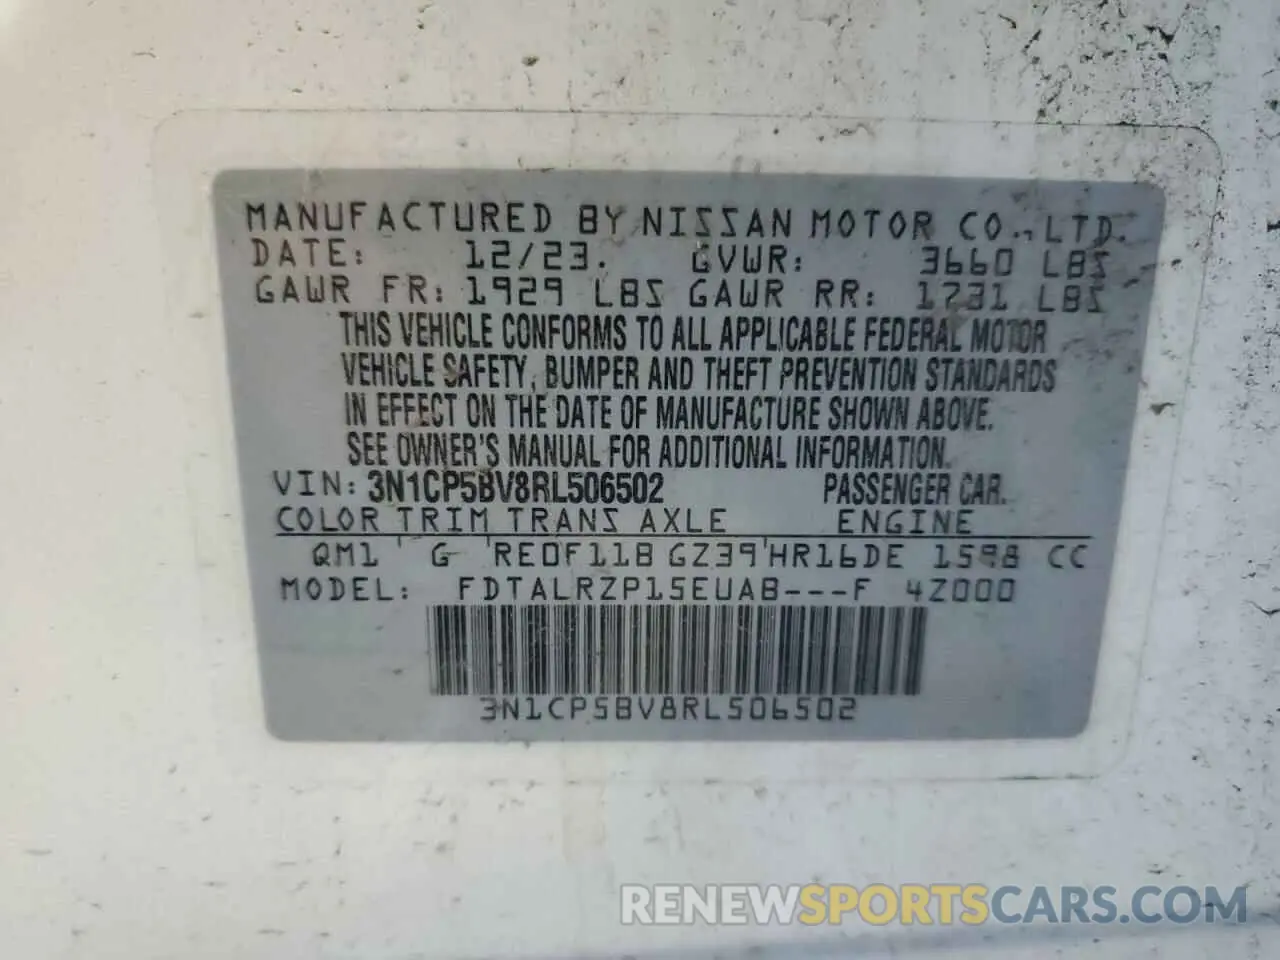 MANUFACTURED BY NISSAN MOTOR CO., LTD.
DATE: 12/23. GVWR: 3660 LBS
GAWR FR: 1929 LBS GAWR RR: 1731 LBS
THIS VEHICLE CONFORMS TO ALL APPLICABLE FEDERAL MOTOR
VEHICLE SAFETY, BUMPER AND THEFT PREVENTION STANDARDS
IN EFFECT ON THE DATE OF MANUFACTURE SHOWN ABOVE.
SEE OWNER'S MANUAL FOR ADDITIONAL INFORMATION.
VIN: 3N1CP5BV8RL506502 PASSENGER CAR.
COLOR TRIM TRANS AXLE ENGINE
QM1 ' G 'RE0F11B GZ39'HR16DE 1598 CC
MODEL: FDTALRZP15EUAB---F 4Z000
3N1CP5BV8RL506502
RENEWSPORTSCARS.COM